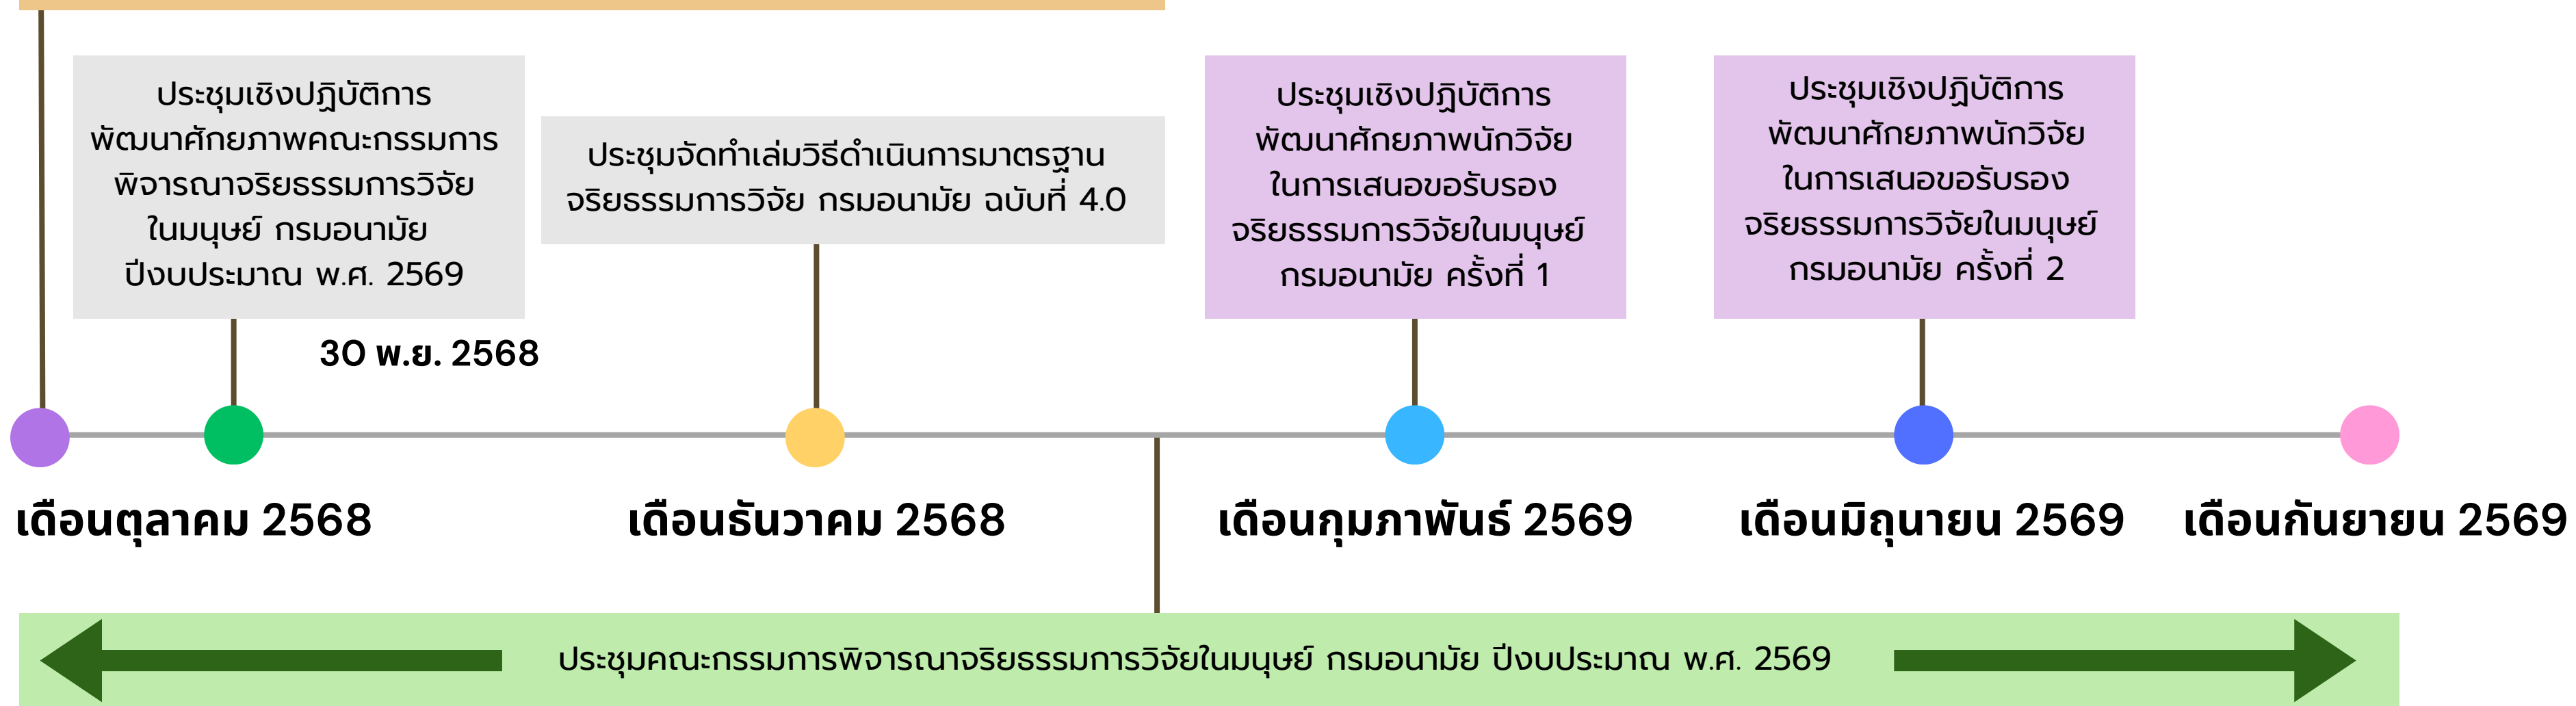 ประชุมเชิงปฏิบัติการ
พัฒนาศักยภาพคณะกรรมการ
พิจารณาจริยธรรมการวิจัย
ในมนุษย์ กรมอนามัย
ปีงบประมาณ พ.ศ. 2569
ประชุมจัดทำเล่มวิธีดำเนินการมาตรฐาน
จริยธรรมการวิจัย กรมอนามัย ฉบับที่ 4.0
ประชุมเชิงปฏิบัติการ
พัฒนาศักยภาพนักวิจัย
ในการเสนอขอรับรอง
จริยธรรมการวิจัยในมนุษย์
กรมอนามัย ครั้งที่ 1
ประชุมเชิงปฏิบัติการ
พัฒนาศักยภาพนักวิจัย
ในการเสนอขอรับรอง
จริยธรรมการวิจัยในมนุษย์
กรมอนามัย ครั้งที่ 2
30 พ.ย. 2568
เดือนตุลาคม 2568
เดือนธันวาคม 2568
เดือนกุมภาพันธ์ 2569
เดือนมิถุนายน 2569
เดือนกันยายน 2569
ประชุมคณะกรรมการพิจารณาจริยธรรมการวิจัยในมนุษย์ กรมอนามัย ปีงบประมาณ พ.ศ. 2569